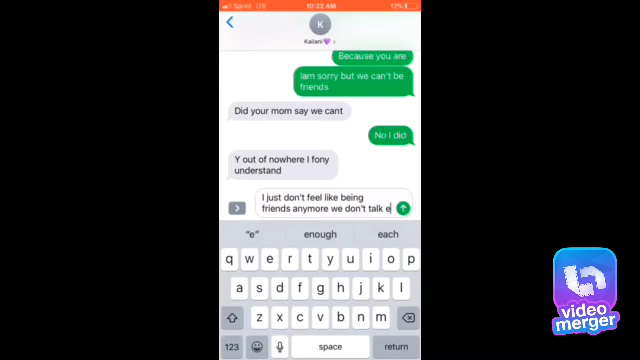 Sprint LTE 10:22 AM 12%
K
Kailani💜 >
Because you are
Iam sorry but we can't be
friends
Did your mom say we cant
No I did
Y out of nowhere I fony
understand
I just don't feel like being
friends anymore we don't talk e
"e" enough each
q w e r t y u i o p
a s d f g h j k l
z x c v b n m
123 space return
video
merger